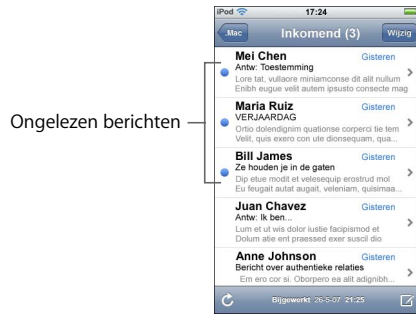 iPod 17:24
.Mac Inkomend (3) Wijzig
Ongelezen berichten
Mei Chen Gisteren
Antw: Toestemming
Lore tat, vullaore miniamconse dit alit nullum
Enibh eugue velit autem ipsusto consecte mag
Maria Ruiz Gisteren
VERJAARDAG
Ortio dolendignim quationse corperci tie tem
Velit, quis exero con ute dionsequam, qua...
Bill James Gisteren
Ze houden je in de gaten
Dip etue modit et velesequip erostrud mol
Eu feugait autat augait, veleniam, quisimaa...
Juan Chavez Gisteren
Antw: Ik ben...
Lum et ut wis dolor iustie facipismod et
Dolum atie ent praessed exer suscil dio
Anne Johnson Gisteren
Bericht over authentieke relaties
Em ero cor si. Oborpero ea alit adignibh...
Bijgewerkt 26-5-07 21:25